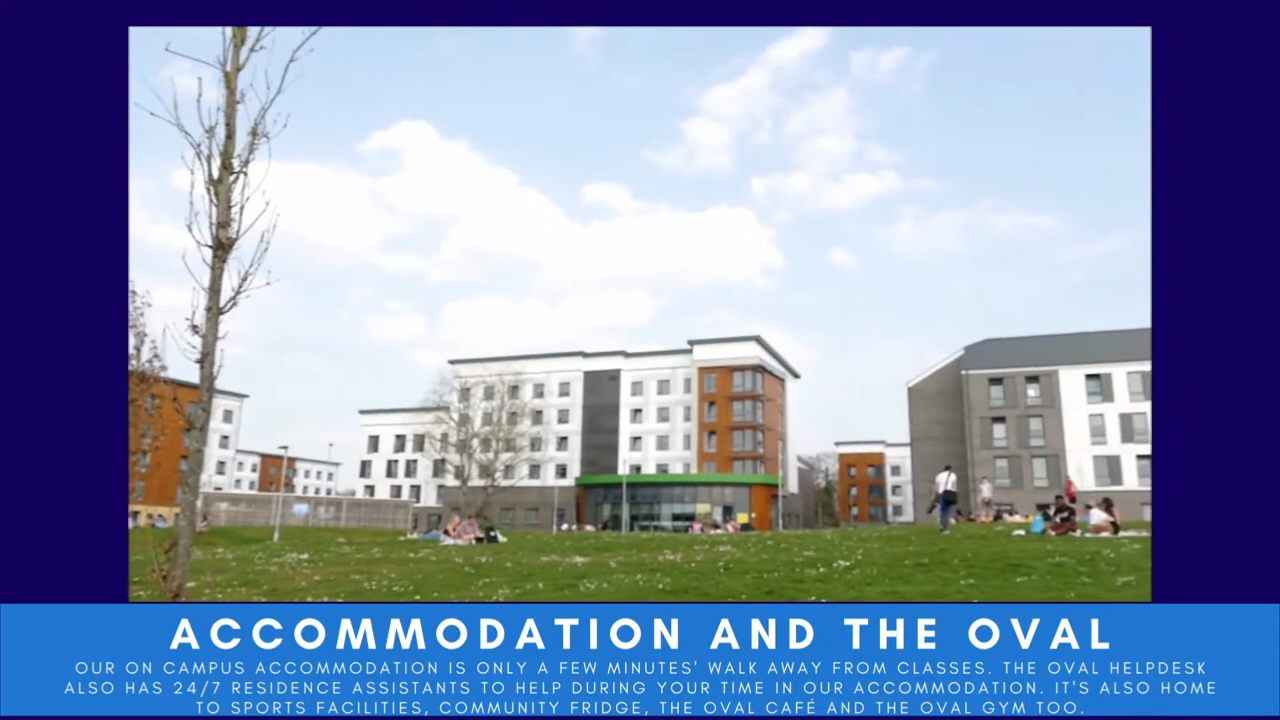 ACCOMMODATION AND THE OVAL
OUR ON CAMPUS ACCOMMODATION IS ONLY A FEW MINUTES' WALK AWAY FROM CLASSES. THE OVAL HELPDESK
ALSO HAS 24/7 RESIDENCE ASSISTANTS TO HELP DURING YOUR TIME IN OUR ACCOMMODATION. IT'S ALSO HOME
TO SPORTS FACILITIES, COMMUNITY FRIDGE, THE OVAL CAFÉ AND THE OVAL GYM TOO.